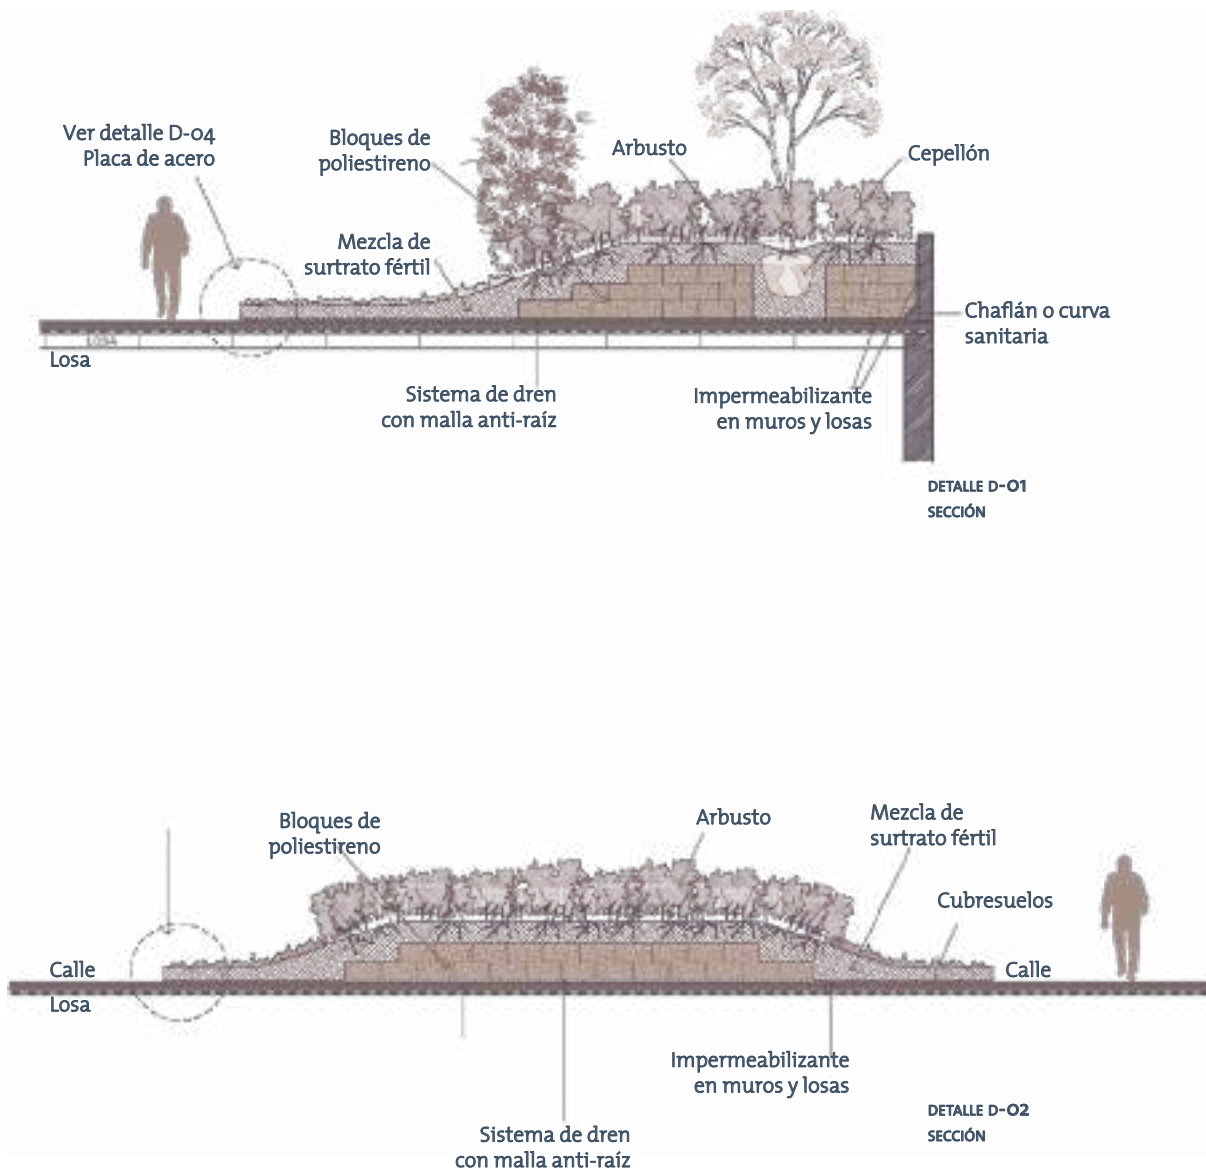 Ver detalle D-04
Placa de acero
Bloques de
poliestireno
Arbusto
Cepellón
Mezcla de
surtrato fértil
Chaflán o curva
sanitaria
LOSA
Losa
Sistema de dren
con malla anti-raíz
Impermeabilizante
en muros y losas
DETALLE D-01
SECCIÓN
Bloques de
poliestireno
Arbusto
Mezcla de
surtrato fértil
Cubresuelos
Calle
Calle
Losa
Impermeabilizante
en muros y losas
DETALLE D-02
SECCIÓN
Sistema de dren
con malla anti-raíz